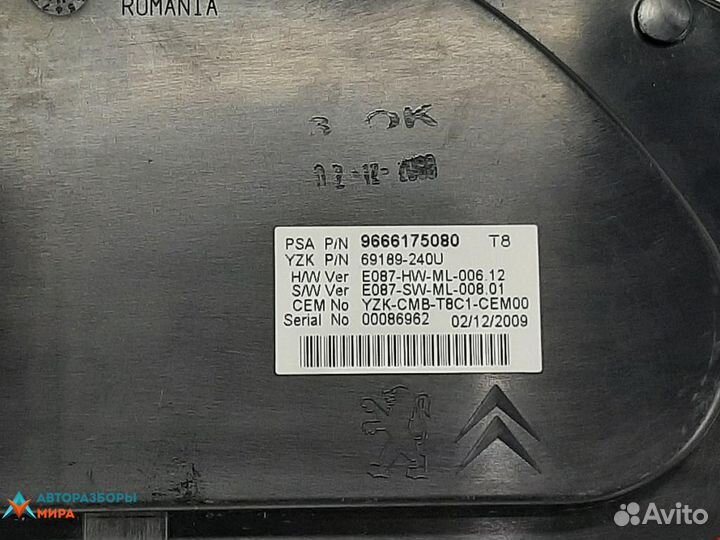 ROMANIA
3 OK
PSA P/N 9666175080 T8
YZK P/N 69189-240U
H/W Ver E087-HW-ML-006.12
S/W Ver E087-SW-ML-008.01
CEM No YZK-CMB-T8C1-CEM00
Serial No 00086962 02/12/2009
АВТОРАЗБОРЫ
МИРА
Avito